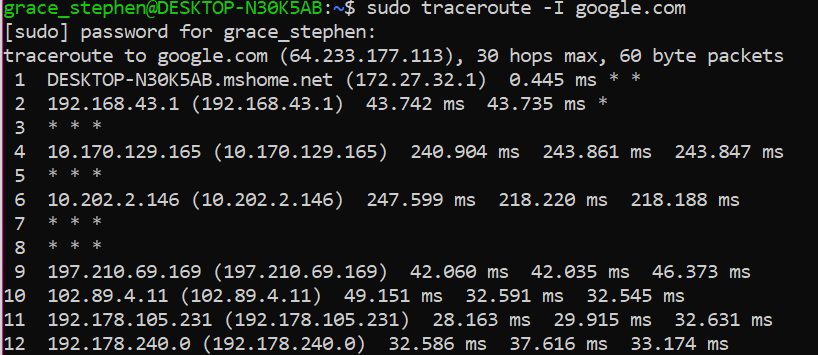 grace_stephen@DESKTOP-N30K5AB:~$ sudo traceroute -I google.com
[sudo] password for grace_stephen:
traceroute to google.com (64.233.177.113), 30 hops max, 60 byte packets
 1  DESKTOP-N30K5AB.mshome.net (172.27.32.1)  0.445 ms * *
 2  192.168.43.1 (192.168.43.1)  43.742 ms  43.735 ms *
 3  * * *
 4  10.170.129.165 (10.170.129.165)  240.904 ms  243.861 ms  243.847 ms
 5  * * *
 6  10.202.2.146 (10.202.2.146)  247.599 ms  218.220 ms  218.188 ms
 7  * * *
 8  * * *
 9  197.210.69.169 (197.210.69.169)  42.060 ms  42.035 ms  46.373 ms
10  102.89.4.11 (102.89.4.11)  49.151 ms  32.591 ms  32.545 ms
11  192.178.105.231 (192.178.105.231)  28.163 ms  29.915 ms  32.631 ms
12  192.178.240.0 (192.178.240.0)  32.586 ms  37.616 ms  33.174 ms